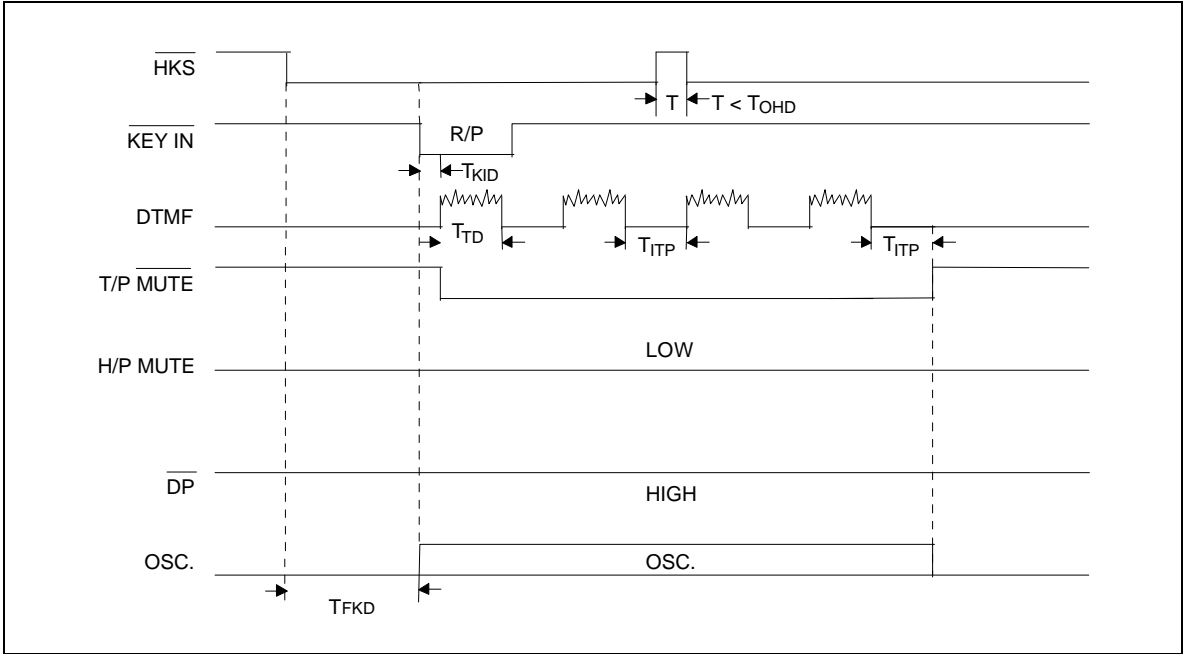 HKS
T
T < TOHD
KEY IN
R/P
TKID
DTMF
TTD
TITP
TITP
T/P MUTE
LOW
H/P MUTE
DP
HIGH
OSC.
OSC.
TFKD